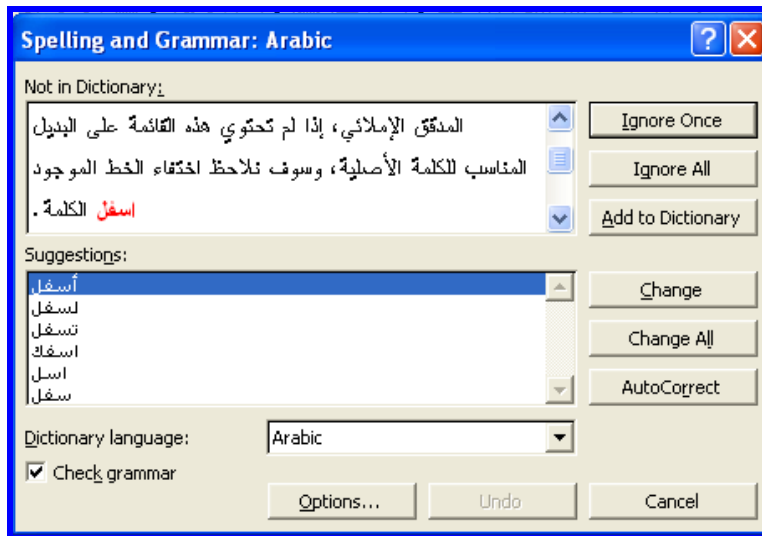 Spelling and Grammar: Arabic
Not in Dictionary:
المدقق الإملائي، إذا لم تحتوي هذه القائمة على البديل
المناسب للكلمة الأصلية، وسوف نلاحظ اختفاء الخط الموجود
اسفل الكلمة.
Ignore Once
Ignore All
Add to Dictionary
Suggestions:
أسفل
لسفل
تسفل
اسفك
اسل
سفل
Change
Change All
AutoCorrect
Dictionary language:
Arabic
Check grammar
Options...
Undo
Cancel